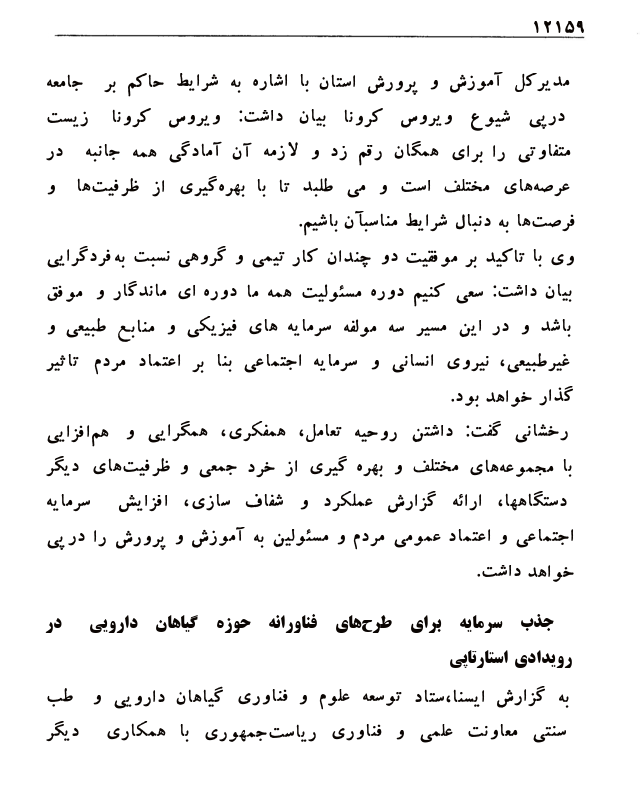 ۱۲۱۵۹
مدیرکل آموزش و پرورش استان با اشاره به شرایط حاکم بر جامعه
درپی شیوع ویروس کرونا بیان داشت: ویروس کرونا زیست
متفاوتی را برای همگان رقم زد و لازمه آن آمادگی همه جانبه در
عرصه‌های مختلف است و می طلبد تا با بهره‌گیری از ظرفیت‌ها و
فرصت‌ها به دنبال شرایط مناسبآن باشیم.
وی با تاکید بر موفقیت دو چندان کار تیمی و گروهی نسبت به‌فردگرایی
بیان داشت: سعی کنیم دوره مسئولیت همه ما دوره ای ماندگار و موفق
باشد و در این مسیر سه مولفه سرمایه های فیزیکی و منابع طبیعی و
غیرطبیعی، نیروی انسانی و سرمایه اجتماعی بنا بر اعتماد مردم تاثیر
گذار خواهد بود.
رخشانی گفت: داشتن روحیه تعامل، همفکری، همگرایی و هم‌افزایی
با مجموعه‌های مختلف و بهره گیری از خرد جمعی و ظرفیت‌های دیگر
دستگاهها، ارائه گزارش عملکرد و شفاف سازی، افزایش سرمایه
اجتماعی و اعتماد عمومی مردم و مسئولین به آموزش و پرورش را درپی
خواهد داشت.
جذب سرمایه برای طرح‌های فناورانه حوزه گیاهان دارویی در
رویدادی استارتاپی
به گزارش ایسنا،ستاد توسعه علوم و فناوری گیاهان دارویی و طب
سنتی معاونت علمی و فناوری ریاست‌جمهوری با همکاری دیگر